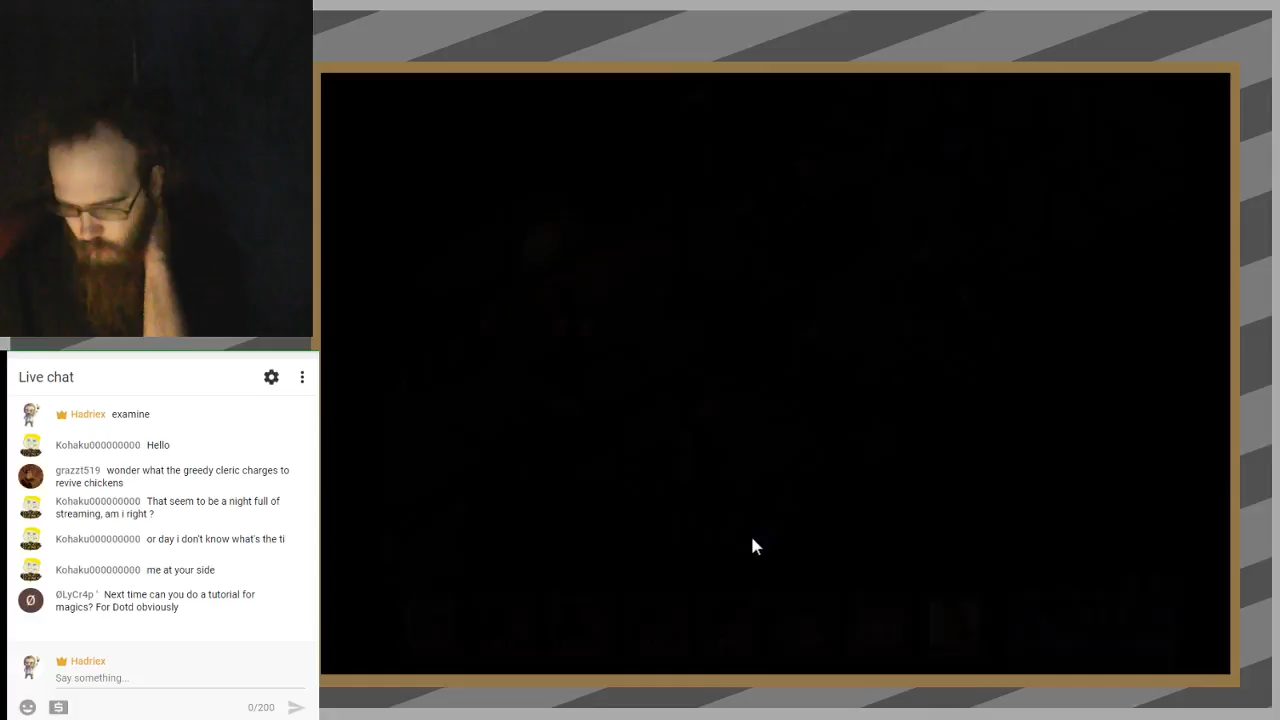 Live chat
Hadriex examine
Kohaku000000000 Hello
grazzt519 wonder what the greedy cleric charges to
revive chickens
Kohaku000000000 That seem to be a night full of
streaming, am i right ?
Kohaku000000000 or day i don't know what's the ti
Kohaku000000000 me at your side
Ø
ØLyCr4p ' Next time can you do a tutorial for
magics? For Dotd obviously
Hadriex
Say something...
$
0/200